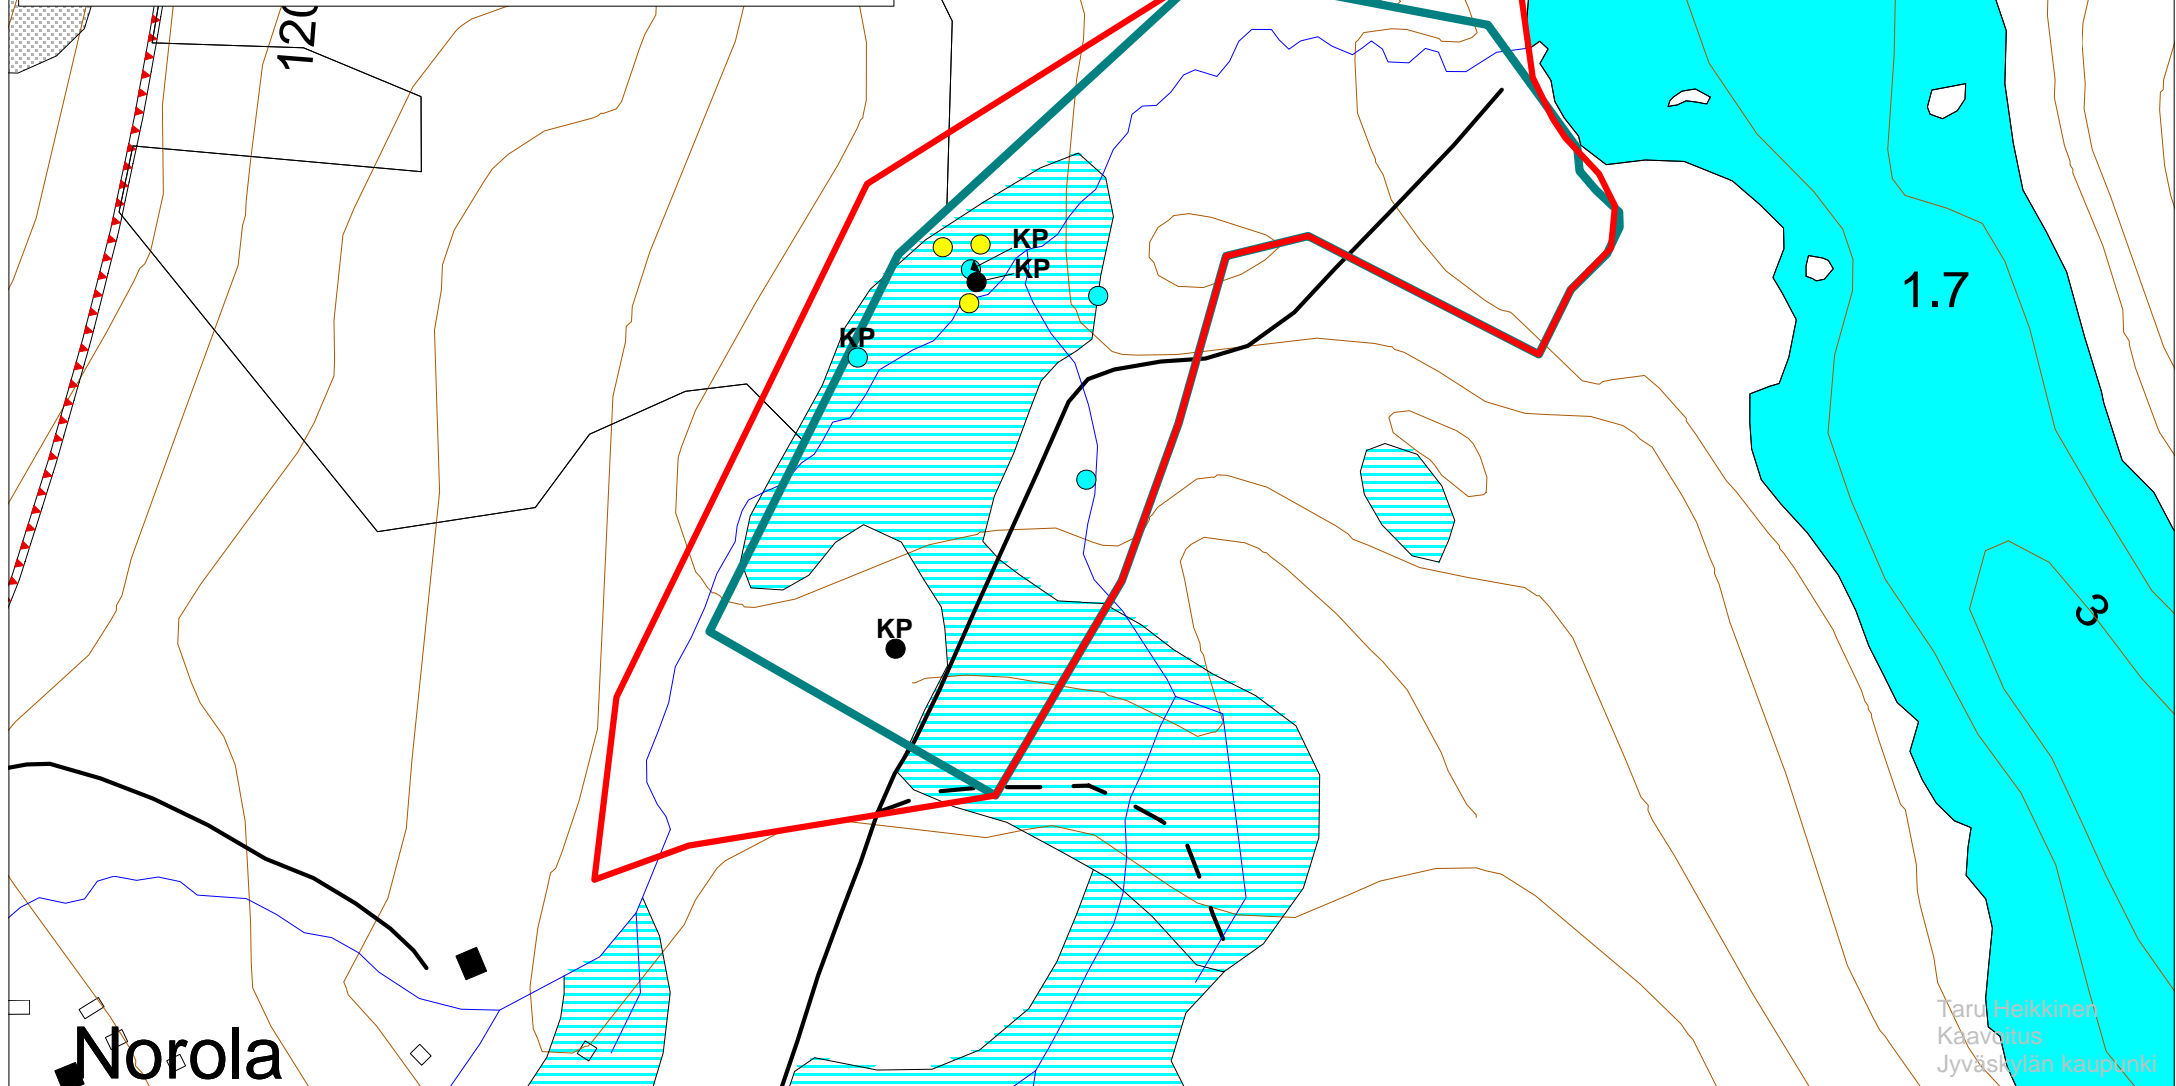 120
KP
KP
1.7
KP
3
KP
Taru Heikkinen
Kaavoitus
Jyväskylän kaupunki
Norola